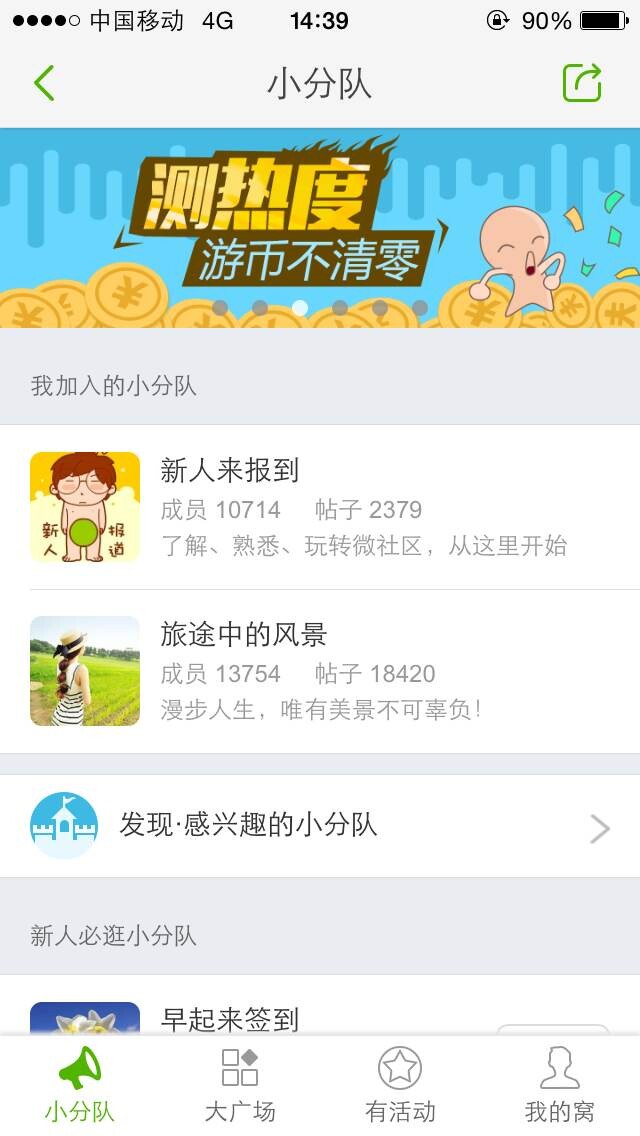 中国移动 4G 14:39 90%
小分队
测热度
游币不清零
我加入的小分队
新人来报到
成员 10714 帖子 2379
了解、熟悉、玩转微社区，从这里开始
新 报
人 道
旅途中的风景
成员 13754 帖子 18420
漫步人生，唯有美景不可辜负！
发现·感兴趣的小分队
新人必逛小分队
早起来签到
小分队 大广场 有活动 我的窝